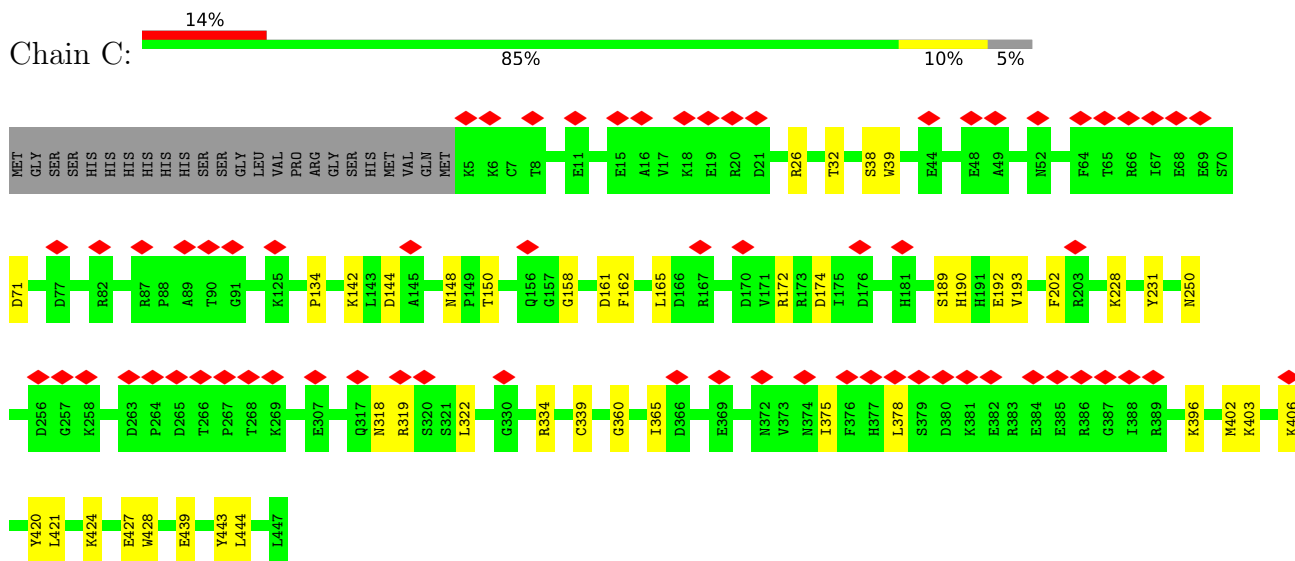 14%
Chain C:
85% 10% 5%
MET GLY SER SER HIS HIS HIS HIS HIS HIS SER SER GLY LEU VAL PRO ARG GLY SER HIS MET VAL GLN MET K5 K6 C7 T8 E11 E15 A16 V17 K18 E19 R20 D21 R26 T32 S38 W39 E44 E48 A49 N52 F64 T65 R66 I67 E68 E69 S70
D71 D77 R82 R87 P88 A89 T90 G91 K125 P134 K142 L143 D144 A145 N148 P149 T150 Q156 G157 G158 D161 F162 L165 D166 R167 D170 V171 R172 R173 D174 I175 D176 H181 S189 H190 H191 E192 V193 F202 R203 K228 Y231 N250
D256 G257 K258 D263 P264 D265 T266 P267 T268 K269 E307 Q317 N318 R319 S320 S321 L322 G330 R334 C339 G360 I365 D366 E369 N372 V373 N374 I375 F376 H377 L378 S379 D380 K381 E382 R383 E384 E385 R386 G387 I388 R389 K396 M402 K403 K406
Y420 L421 K424 E427 W428 E439 Y443 L444 L447